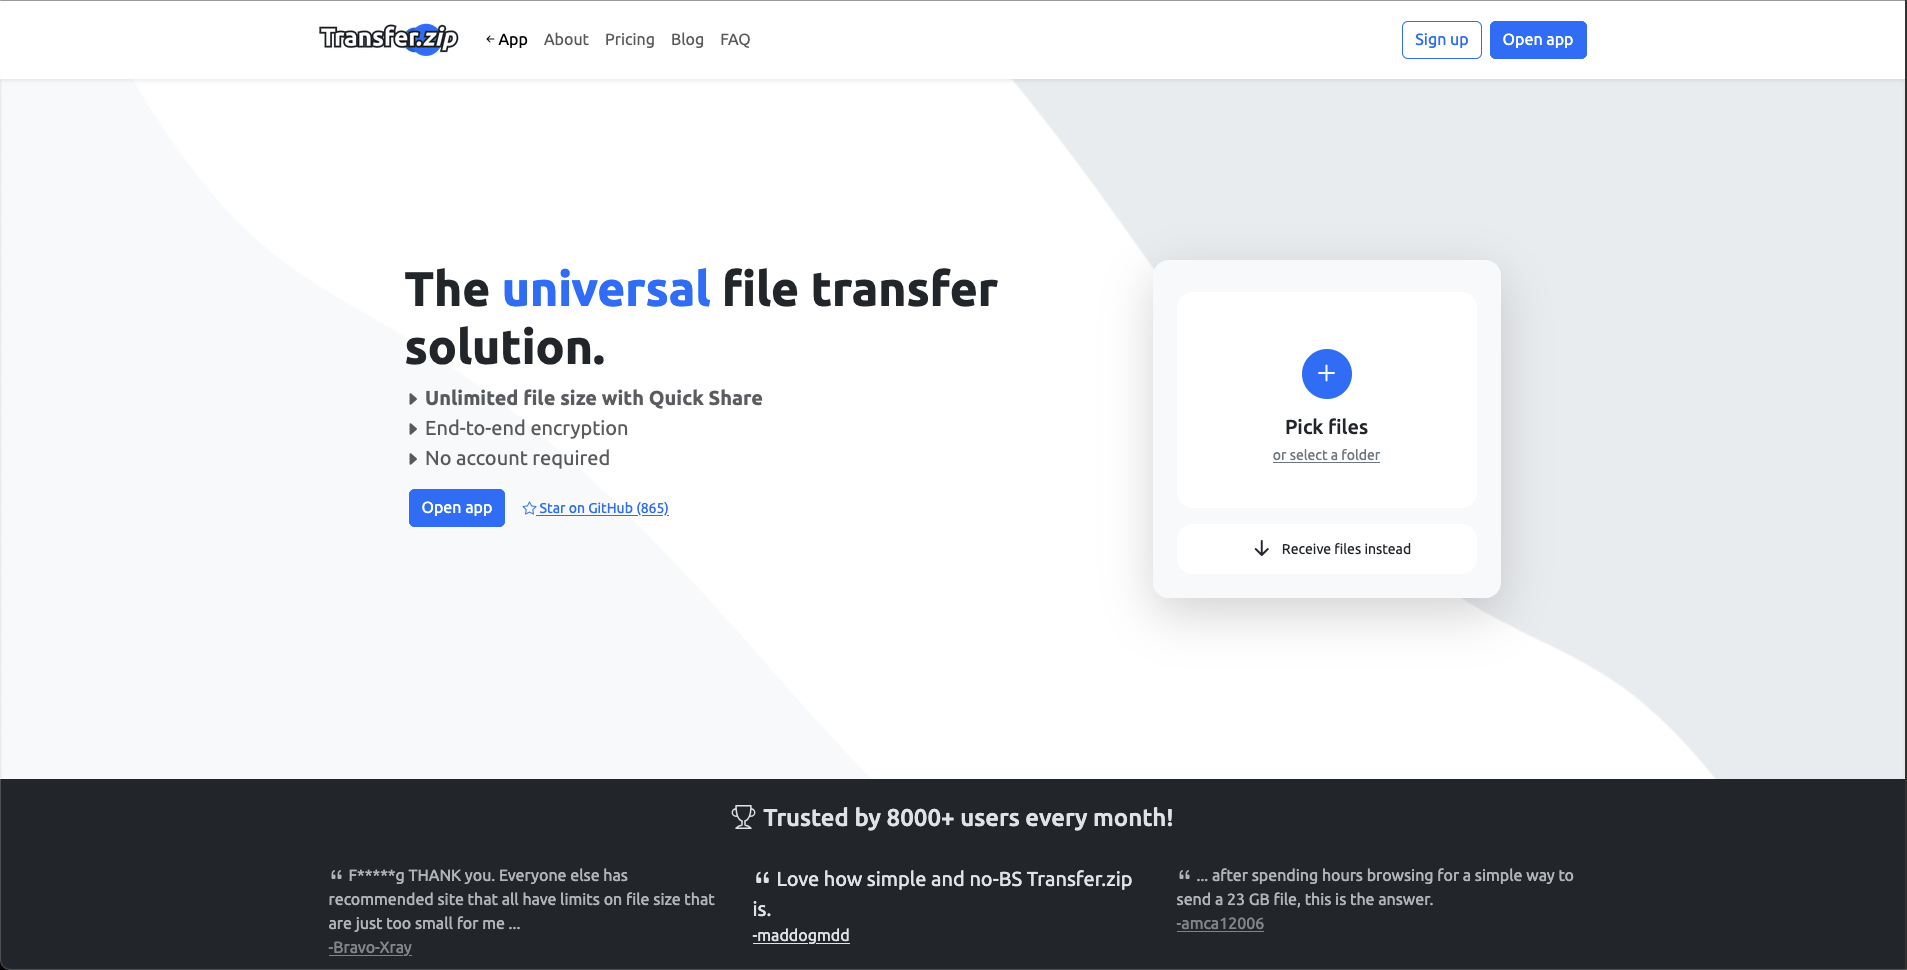 Transfer.zip
← App
About
Pricing
Blog
FAQ
Sign up
Open app
The universal file transfer
solution.
Unlimited file size with Quick Share
End-to-end encryption
No account required
Open app
Star on GitHub (865)
Pick files
or select a folder
Receive files instead
Trusted by 8000+ users every month!
“ F*****g THANK you. Everyone else has
recommended site that all have limits on file size that
are just too small for me ...
-Bravo-Xray
“ Love how simple and no-BS Transfer.zip
is.
-maddogmdd
“ ... after spending hours browsing for a simple way to
send a 23 GB file, this is the answer.
-amca12006